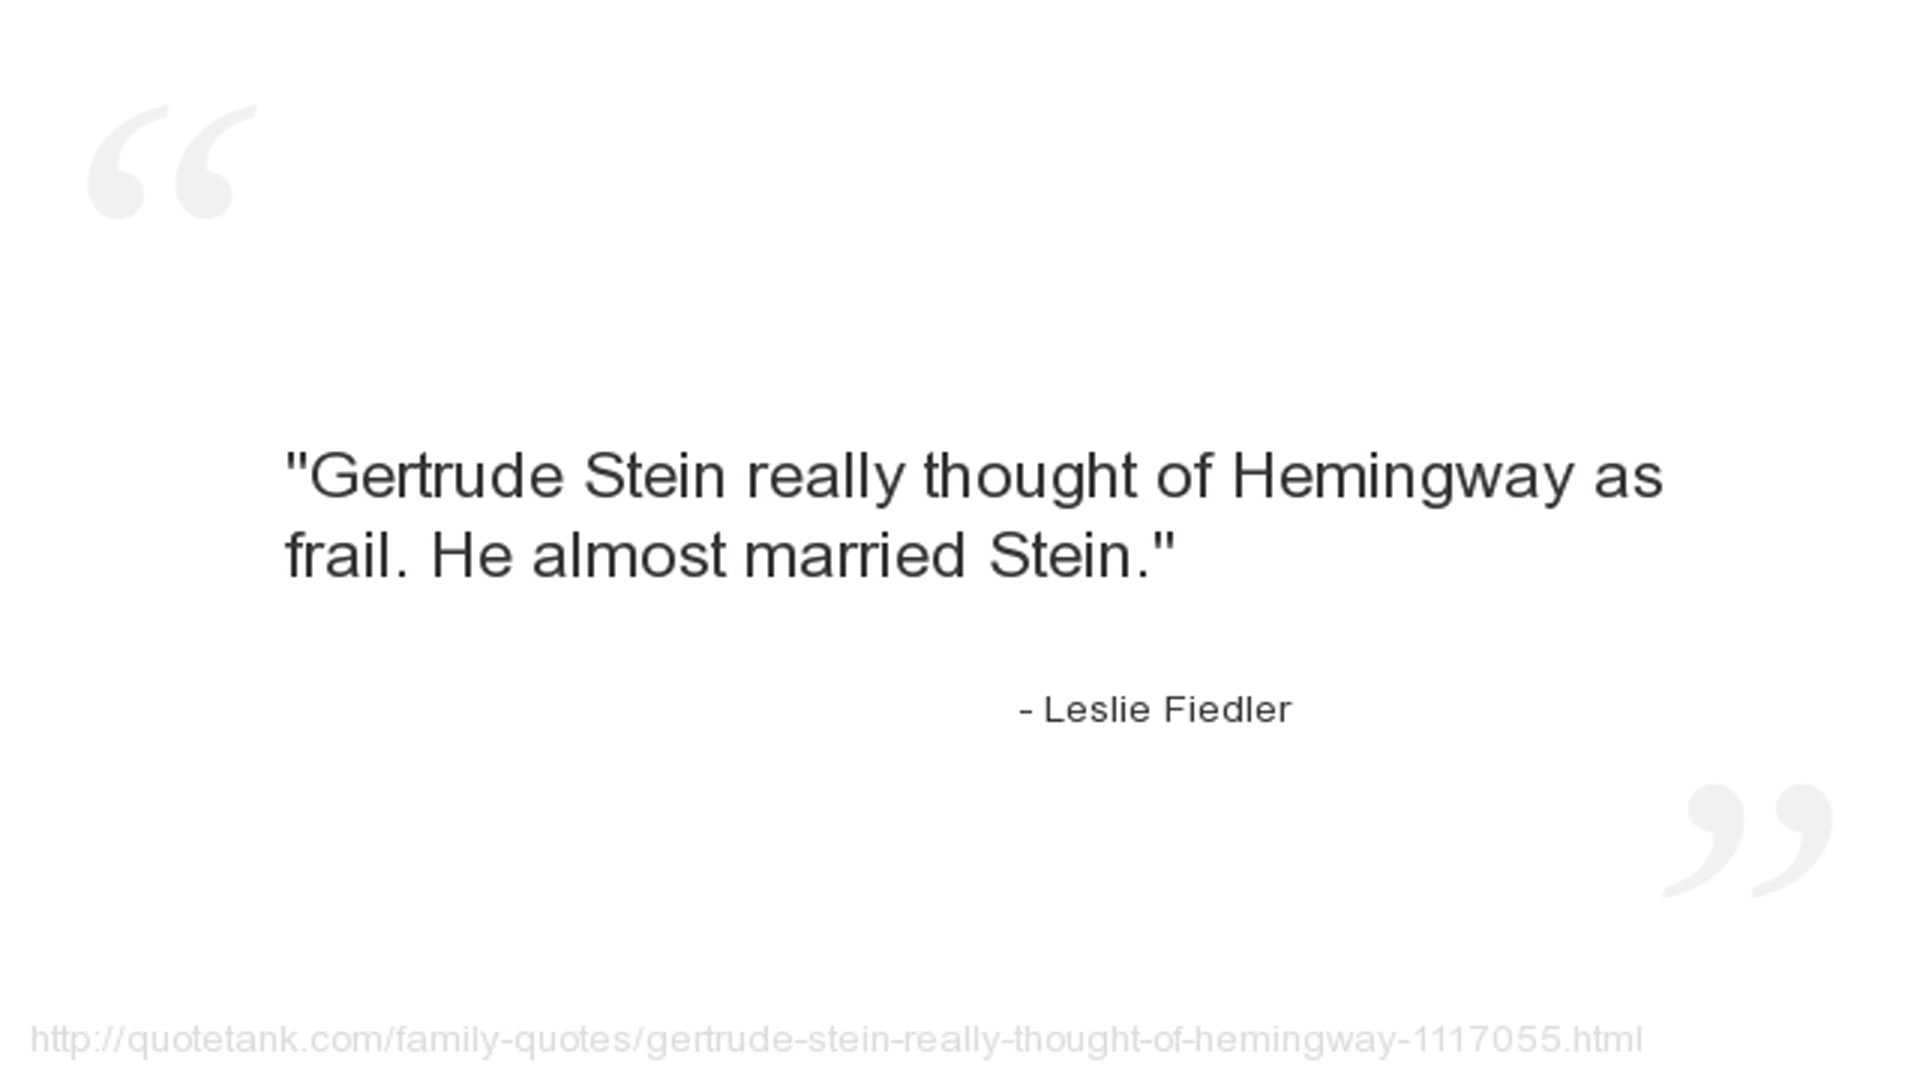 "Gertrude Stein really thought of Hemingway as
frail. He almost married Stein."
- Leslie Fiedler
http://quotetank.com/family-quotes/gertrude-stein-really-thought-of-hemingway-1117055.html